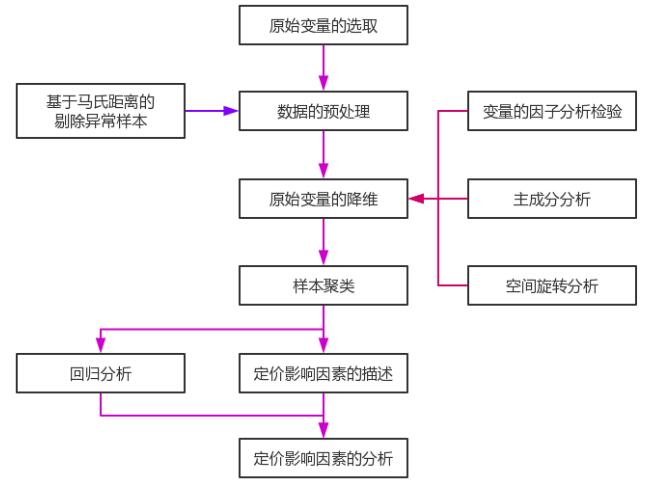 原始变量的选取
基于马氏距离的
剔除异常样本
数据的预处理
变量的因子分析检验
原始变量的降维
主成分分析
样本聚类
空间旋转分析
回归分析
定价影响因素的描述
定价影响因素的分析